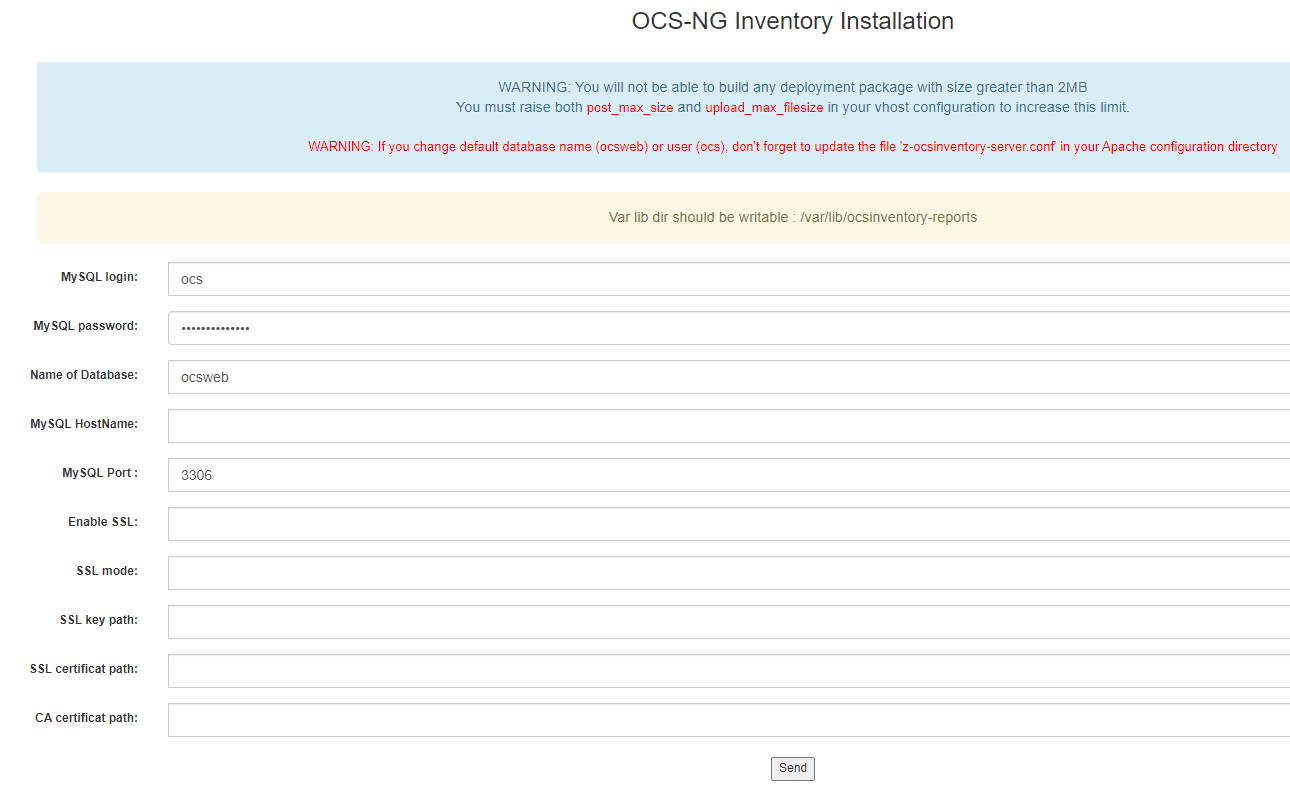 OCS-NG Inventory Installation
WARNING: You will not be able to build any deployment package with size greater than 2MB
You must raise both post_max_size and upload_max_filesize in your vhost configuration to increase this limit.
WARNING: If you change default database name (ocsweb) or user (ocs), don't forget to update the file 'z-ocsinventory-server.conf' in your Apache configuration directory
Var lib dir should be writable : /var/lib/ocsinventory-reports
MySQL login: ocs
MySQL password: ••••••••••••••
Name of Database: ocsweb
MySQL HostName:
MySQL Port : 3306
Enable SSL:
SSL mode:
SSL key path:
SSL certificat path:
CA certificat path:
Send